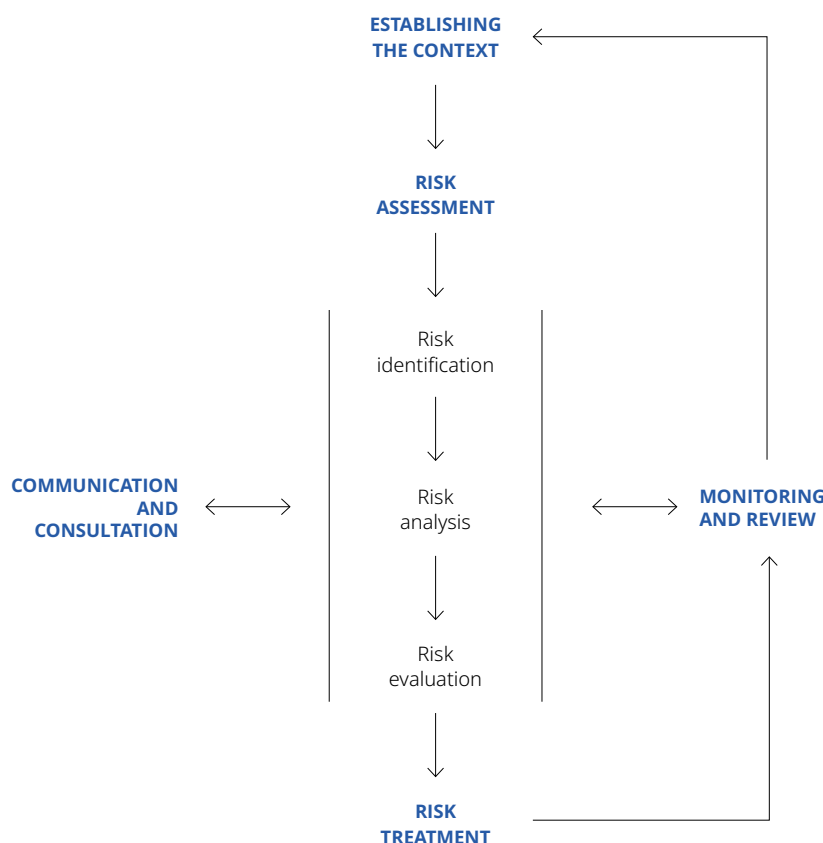 ESTABLISHING
THE CONTEXT
RISK
ASSESSMENT
Risk
identification
COMMUNICATION
AND
CONSULTATION
Risk
analysis
MONITORING
AND REVIEW
Risk
evaluation
RISK
TREATMENT